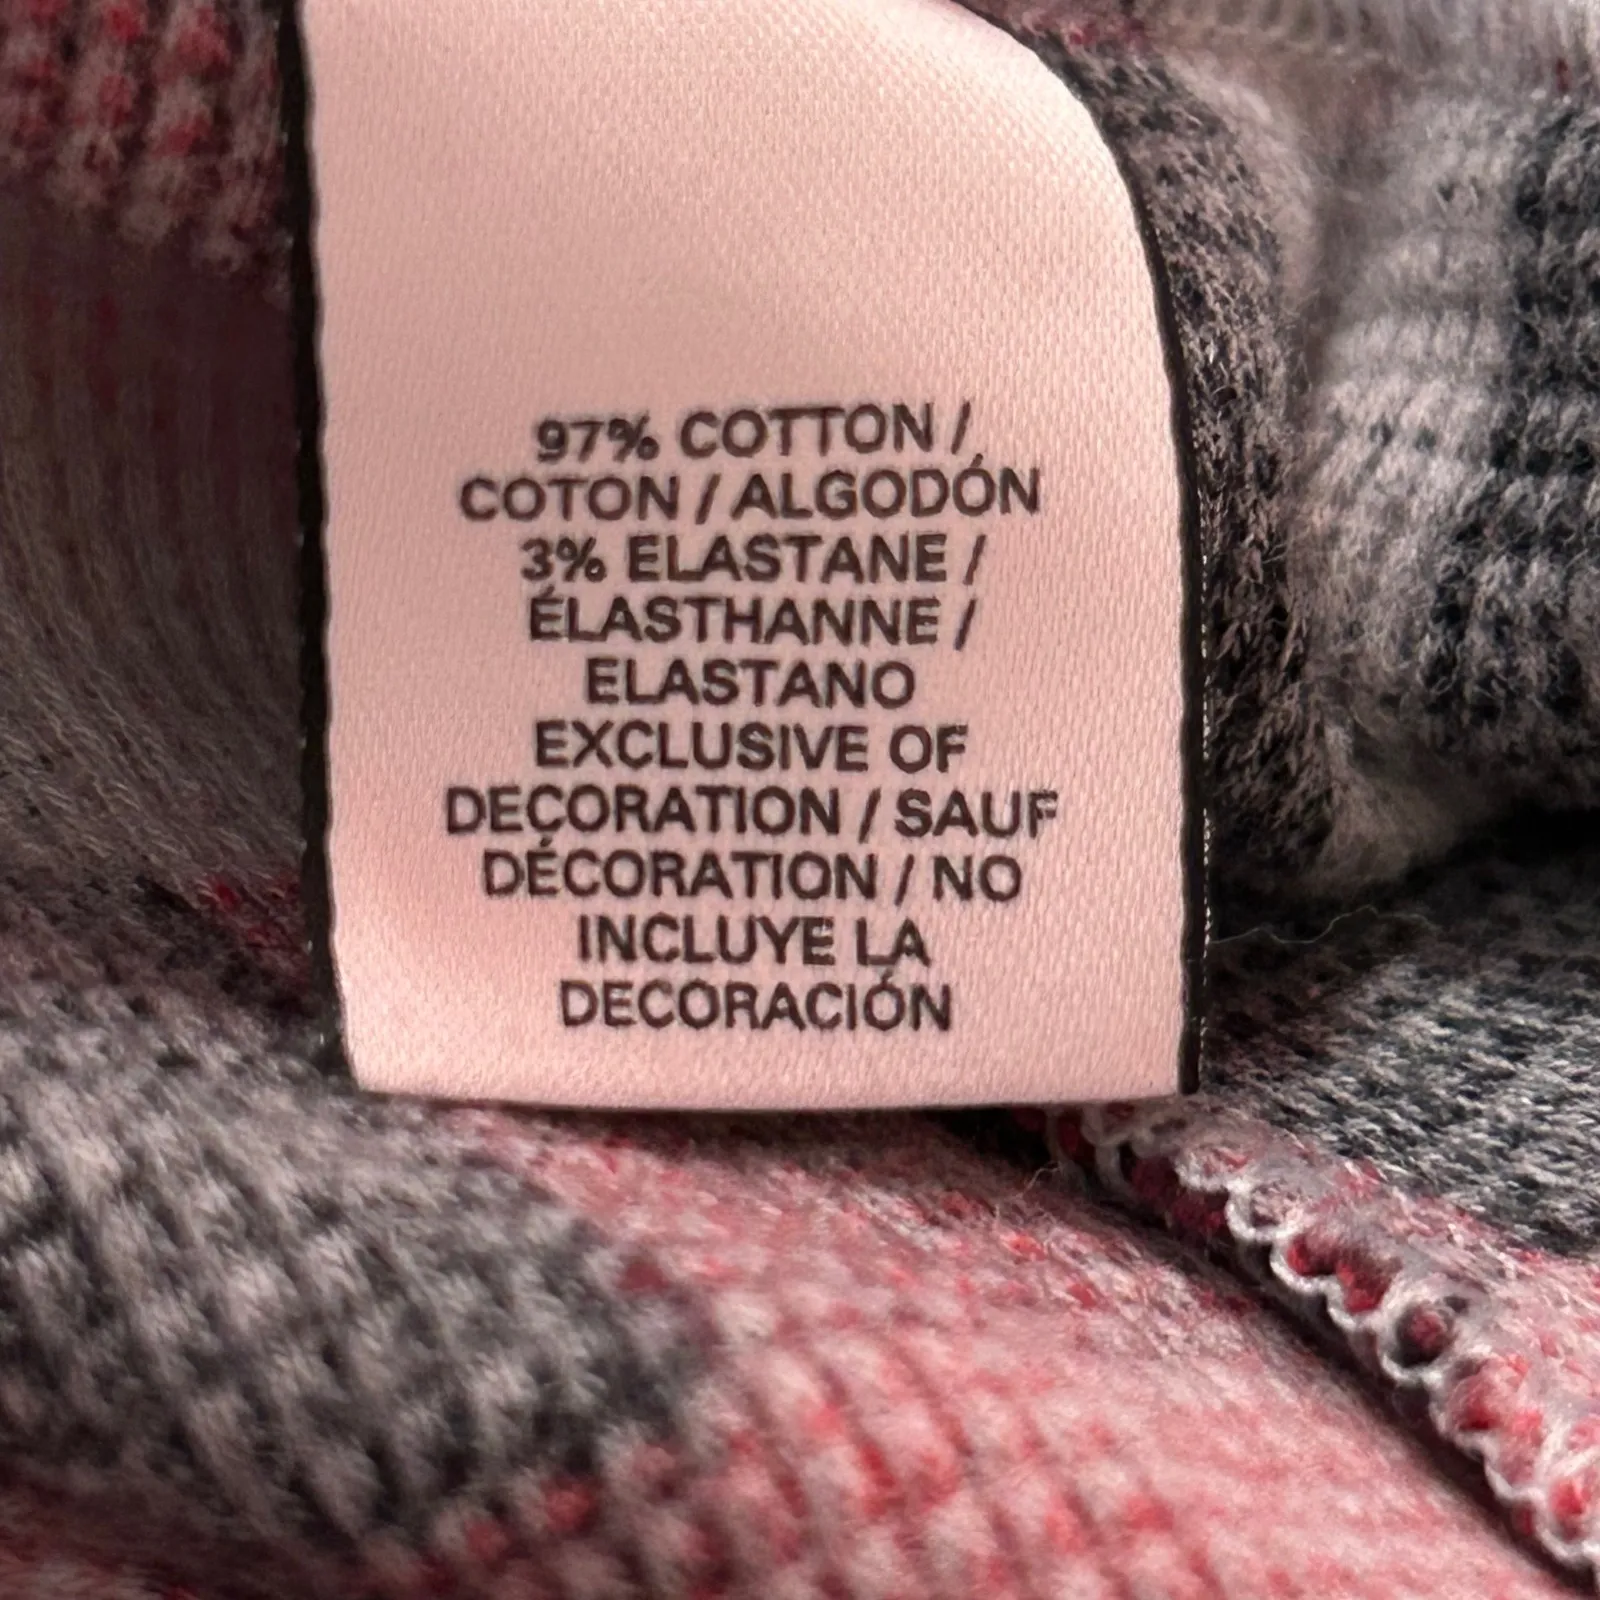 97% COTTON /
COTON / ALGODÓN
3% ELASTANE /
ÉLASTHANNE /
ELASTANO
EXCLUSIVE OF
DECORATION / SAUF
DÉCORATION / NO
INCLUYE LA
DECORACIÓN